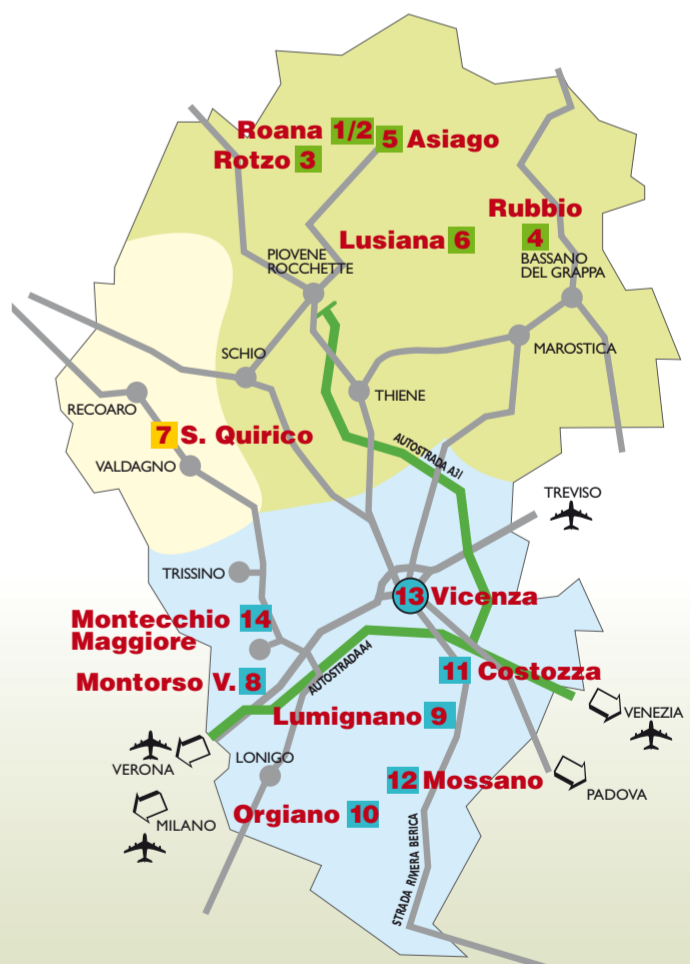 Roana 1/2
5 Asiago
Rotzo 3
Rubbio
4
Lusiana 6
PIOVENE
ROCCHETTE
BASSANO
DEL GRAPPA
MAROSTICA
SCHIO
THIENE
RECOARO
7 S. Quirico
VALDAGNO
AUTOSTRADA A31
TREVISO
TRISSINO
13 Vicenza
Montecchio 14
Maggiore
Montorso V. 8
AUTOSTRADA A4
11 Costozza
Lumignano 9
VENEZIA
VERONA
LONIGO
12 Mossano
PADOVA
MILANO
Orgiano 10
STRADA RIVIERA BERICA